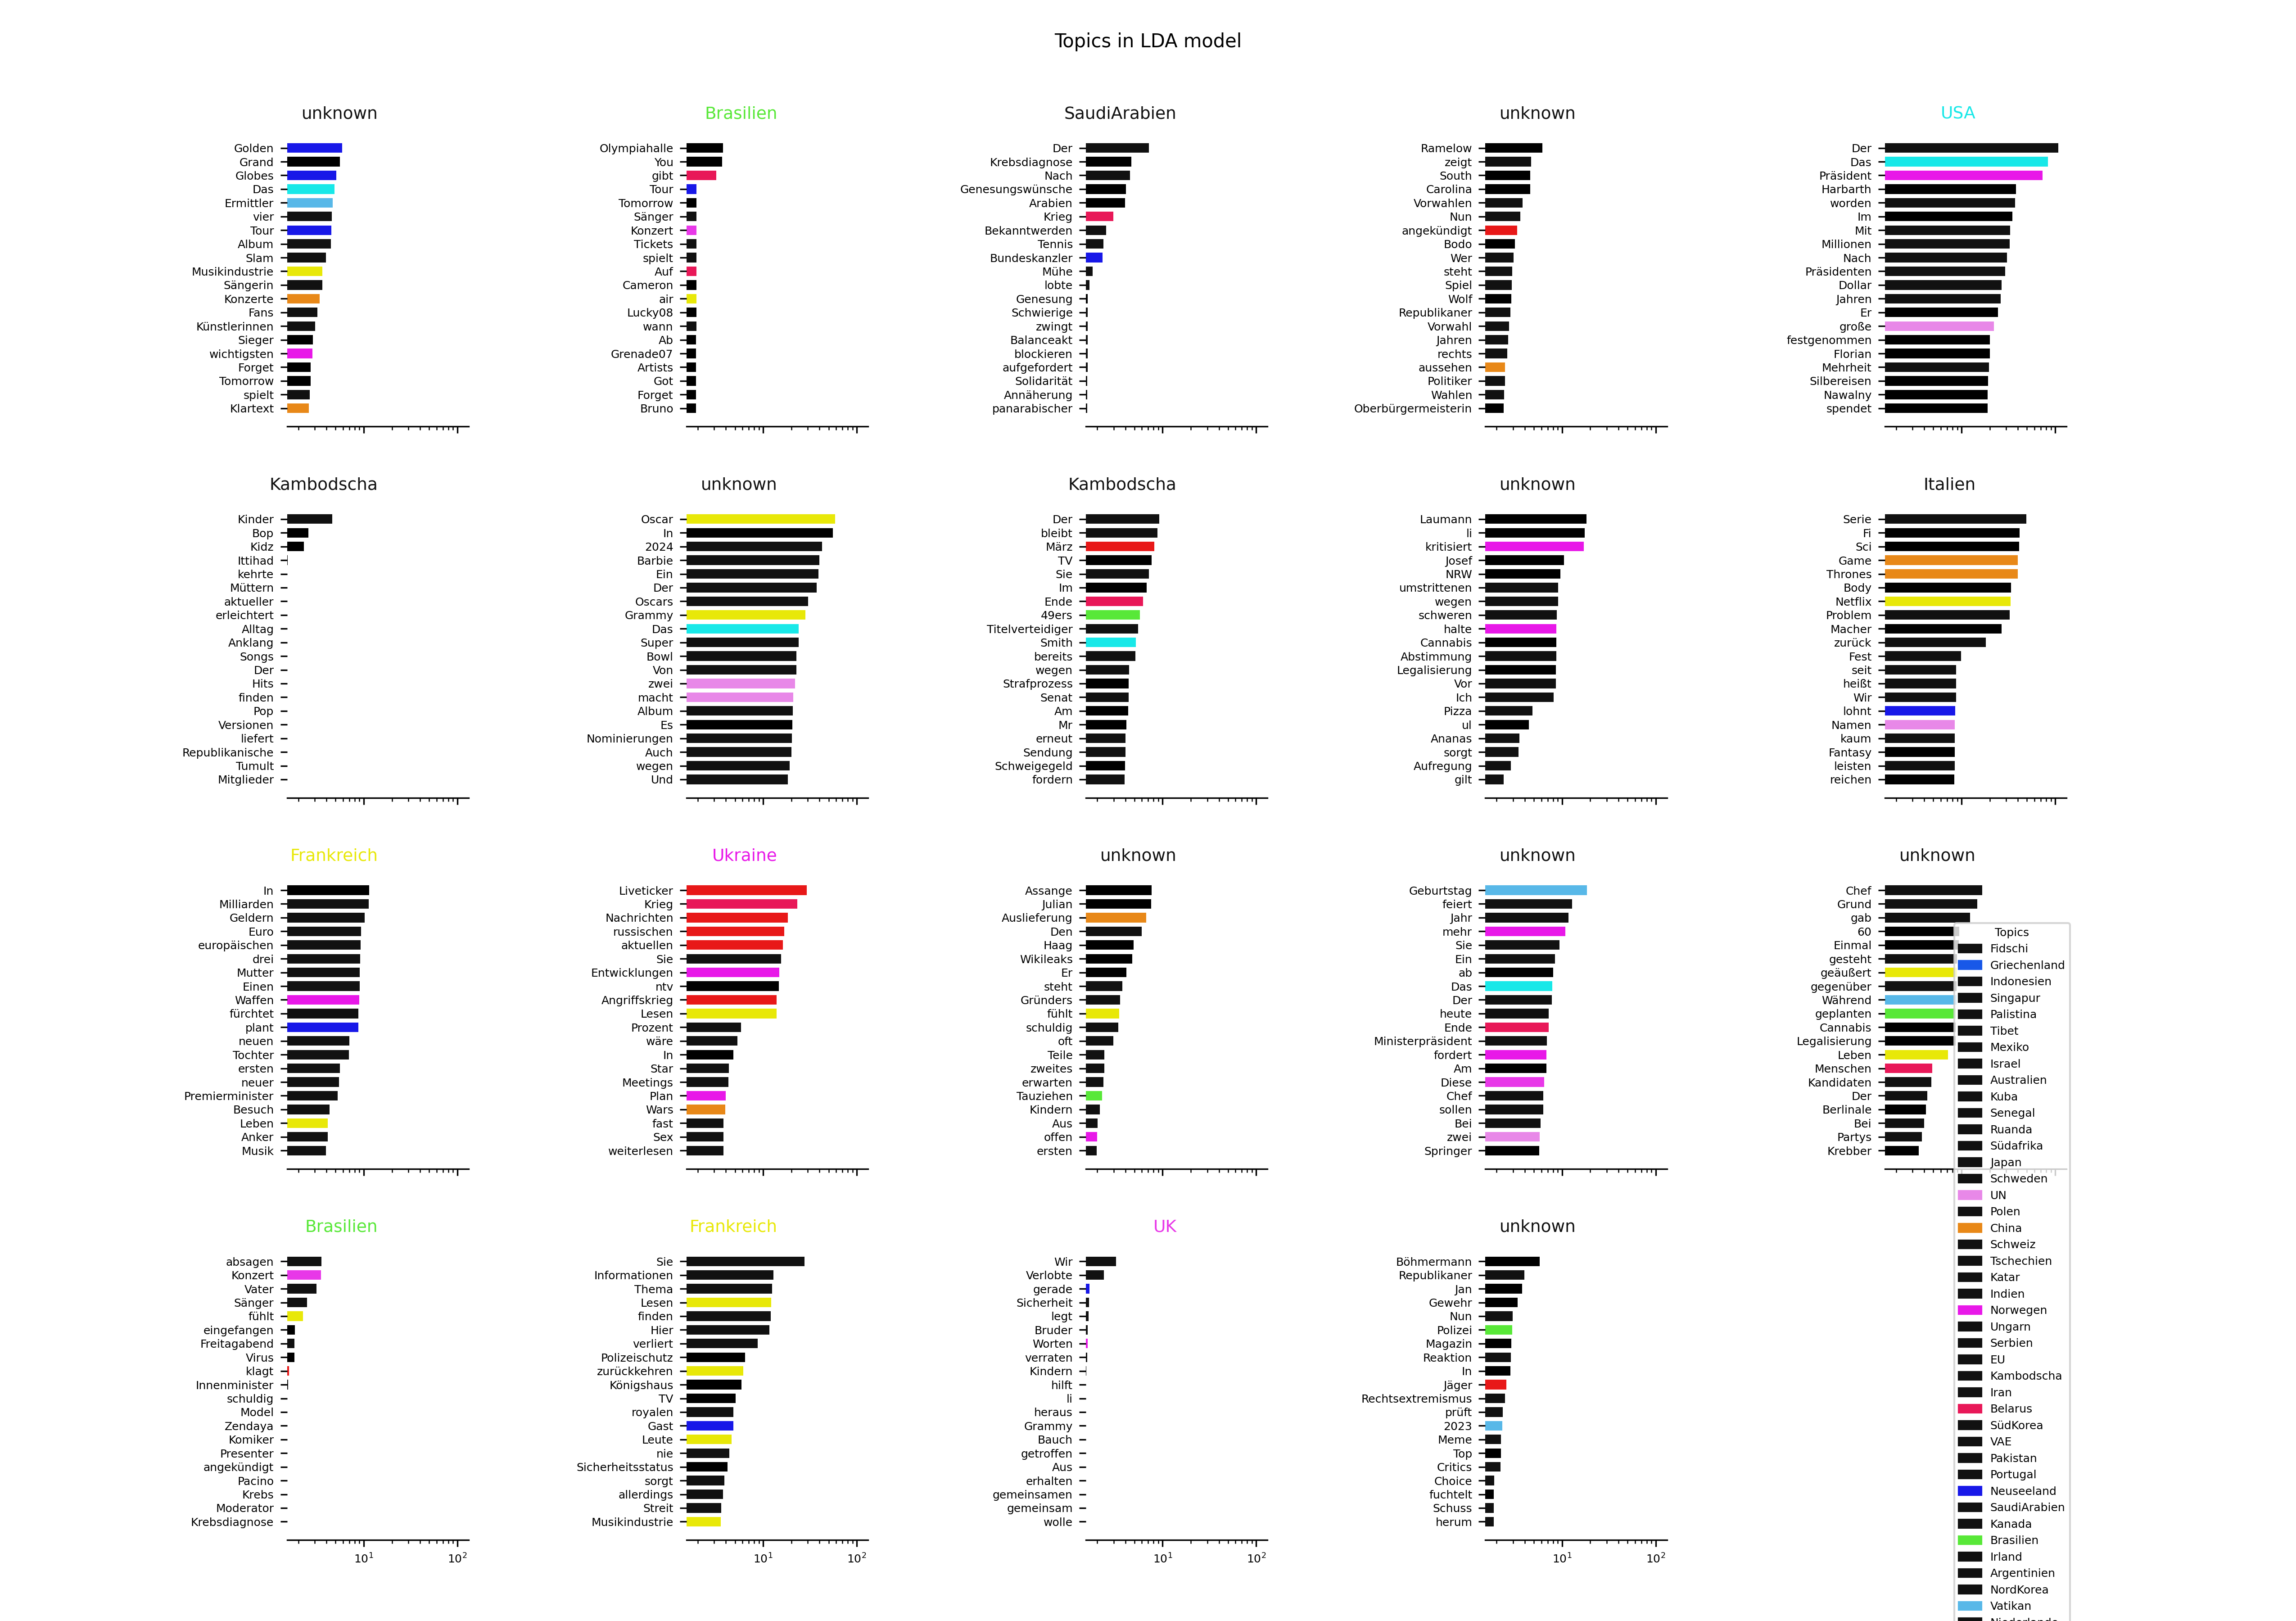 Topics in LDA model
unknown
Golden
Grand
Globes
Das
Ermittler
vier
Tour
Album
Slam
Musikindustrie
Sängerin
Konzerte
Fans
Künstlerinnen
Sieger
wichtigsten
Forget
Tomorrow
spielt
Klartext
Brasilien
Olympiahalle
You
gibt
Tour
Tomorrow
Sänger
Konzert
Tickets
spielt
Auf
Cameron
air
Lucky08
wann
Ab
Grenade07
Artists
Got
Forget
Bruno
SaudiArabien
Der
Krebsdiagnose
Nach
Genesungswünsche
Arabien
Krieg
Bekanntwerden
Tennis
Bundeskanzler
Mühe
lobte
Genesung
Schwierige
zwingt
Balanceakt
blockieren
aufgefordert
Solidarität
Annäherung
panarabischer
unknown
Ramelow
zeigt
South
Carolina
Vorwahlen
Nun
angekündigt
Bodo
Wer
steht
Spiel
Wolf
Republikaner
Vorwahl
Jahren
rechts
aussehen
Politiker
Wahlen
Oberbürgermeisterin
USA
Der
Das
Präsident
Harbarth
worden
Im
Mit
Millionen
Nach
Präsidenten
Dollar
Jahren
Er
große
festgenommen
Florian
Mehrheit
Silbereisen
Nawalny
spendet
Kambodscha
Kinder
Bop
Kidz
Ittihad
kehrte
Müttern
aktueller
erleichtert
Alltag
Anklang
Songs
Der
Hits
finden
Pop
Versionen
liefert
Republikanische
Tumult
Mitglieder
unknown
Oscar
In
2024
Barbie
Ein
Der
Oscars
Grammy
Das
Super
Bowl
Von
zwei
macht
Album
Es
Nominierungen
Auch
wegen
Und
Kambodscha
Der
bleibt
März
TV
Sie
Im
Ende
49ers
Titelverteidiger
Smith
bereits
wegen
Strafprozess
Senat
Am
Mr
erneut
Sendung
Schweigegeld
fordern
unknown
Laumann
li
kritisiert
Josef
NRW
umstrittenen
wegen
schweren
halte
Cannabis
Abstimmung
Legalisierung
Vor
Ich
Pizza
ul
Ananas
sorgt
Aufregung
gilt
Italien
Serie
Fi
Sci
Game
Thrones
Body
Netflix
Problem
Macher
zurück
Fest
seit
heißt
Wir
lohnt
Namen
kaum
Fantasy
leisten
reichen
Frankreich
In
Milliarden
Geldern
Euro
europäischen
drei
Mutter
Einen
Waffen
fürchtet
plant
neuen
Tochter
ersten
neuer
Premierminister
Besuch
Leben
Anker
Musik
Ukraine
Liveticker
Krieg
Nachrichten
russischen
aktuellen
Sie
Entwicklungen
ntv
Angriffskrieg
Lesen
Prozent
wäre
In
Star
Meetings
Plan
Wars
fast
Sex
weiterlesen
unknown
Assange
Julian
Auslieferung
Den
Haag
Wikileaks
Er
steht
Gründers
fühlt
schuldig
oft
Teile
zweites
erwarten
Tauziehen
Kindern
Aus
offen
ersten
unknown
Geburtstag
feiert
Jahr
mehr
Sie
Ein
ab
Das
Der
heute
Ende
Ministerpräsident
fordert
Am
Diese
Chef
sollen
Bei
zwei
Springer
unknown
Chef
Grund
gab
60
Einmal
gesteht
geäußert
gegenüber
Während
geplanten
Cannabis
Legalisierung
Leben
Menschen
Kandidaten
Der
Berlinale
Bei
Partys
Krebber
Brasilien
absagen
Konzert
Vater
Sänger
fühlt
eingefangen
Freitagabend
Virus
klagt
Innenminister
schuldig
Model
Zendaya
Komiker
Presenter
angekündigt
Pacino
Krebs
Moderator
Krebsdiagnose
10¹ 10²
Frankreich
Sie
Informationen
Thema
Lesen
finden
Hier
verliert
Polizeischutz
zurückkehren
Königshaus
TV
royalen
Gast
Leute
nie
Sicherheitsstatus
sorgt
allerdings
Streit
Musikindustrie
10¹ 10²
UK
Wir
Verlobte
gerade
Sicherheit
legt
Bruder
Worten
verraten
Kindern
hilft
li
heraus
Grammy
Bauch
getroffen
Aus
erhalten
gemeinsamen
gemeinsam
wolle
10¹ 10²
unknown
Böhmermann
Republikaner
Jan
Gewehr
Nun
Polizei
Magazin
Reaktion
In
Jäger
Rechtsextremismus
prüft
2023
Meme
Top
Critics
Choice
fuchtelt
Schuss
herum
10¹ 10²
Topics
Fidschi
Griechenland
Indonesien
Singapur
Palistina
Tibet
Mexiko
Israel
Australien
Kuba
Senegal
Ruanda
Südafrika
Japan
Schweden
UN
Polen
China
Schweiz
Tschechien
Katar
Indien
Norwegen
Ungarn
Serbien
EU
Kambodscha
Iran
Belarus
SüdKorea
VAE
Pakistan
Portugal
Neuseeland
SaudiArabien
Kanada
Brasilien
Irland
Argentinien
NordKorea
Vatikan